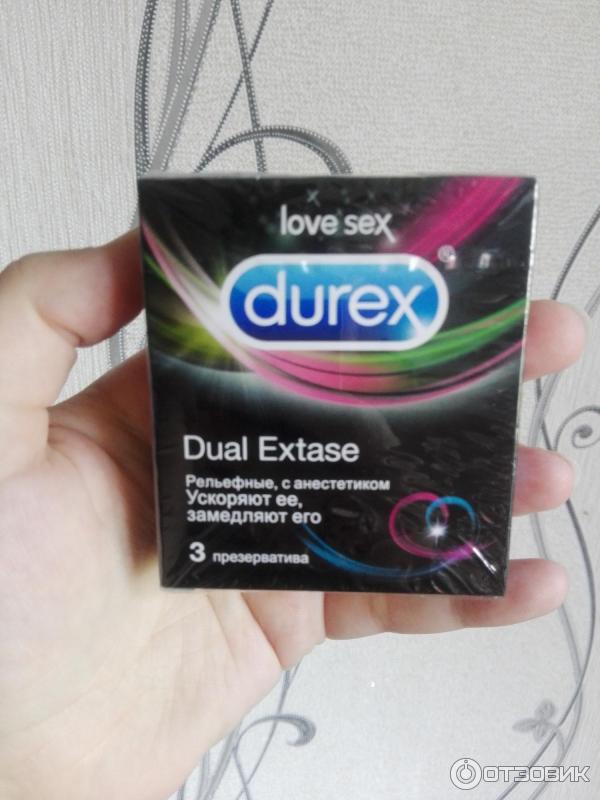 love sex
durex
Dual Extase
Рельефные, с анестетиком
Ускоряют ее,
замедляют его
3 презерватива
ОТЗОВИК